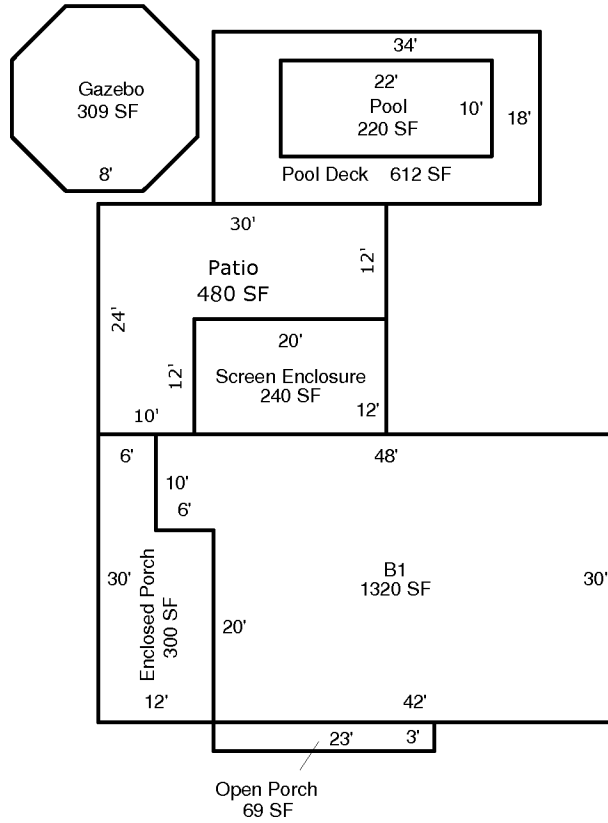 34'
Gazebo
309 SF
8'
22'
Pool
220 SF
10'
18'
Pool Deck 612 SF
30'
12'
Patio
480 SF
24'
20'
12'
Screen Enclosure
240 SF
12'
10'
6'
48'
10'
6'
Enclosed Porch
300 SF
30'
B1
1320 SF
30'
20'
12'
42'
23'
3'
Open Porch
69 SF